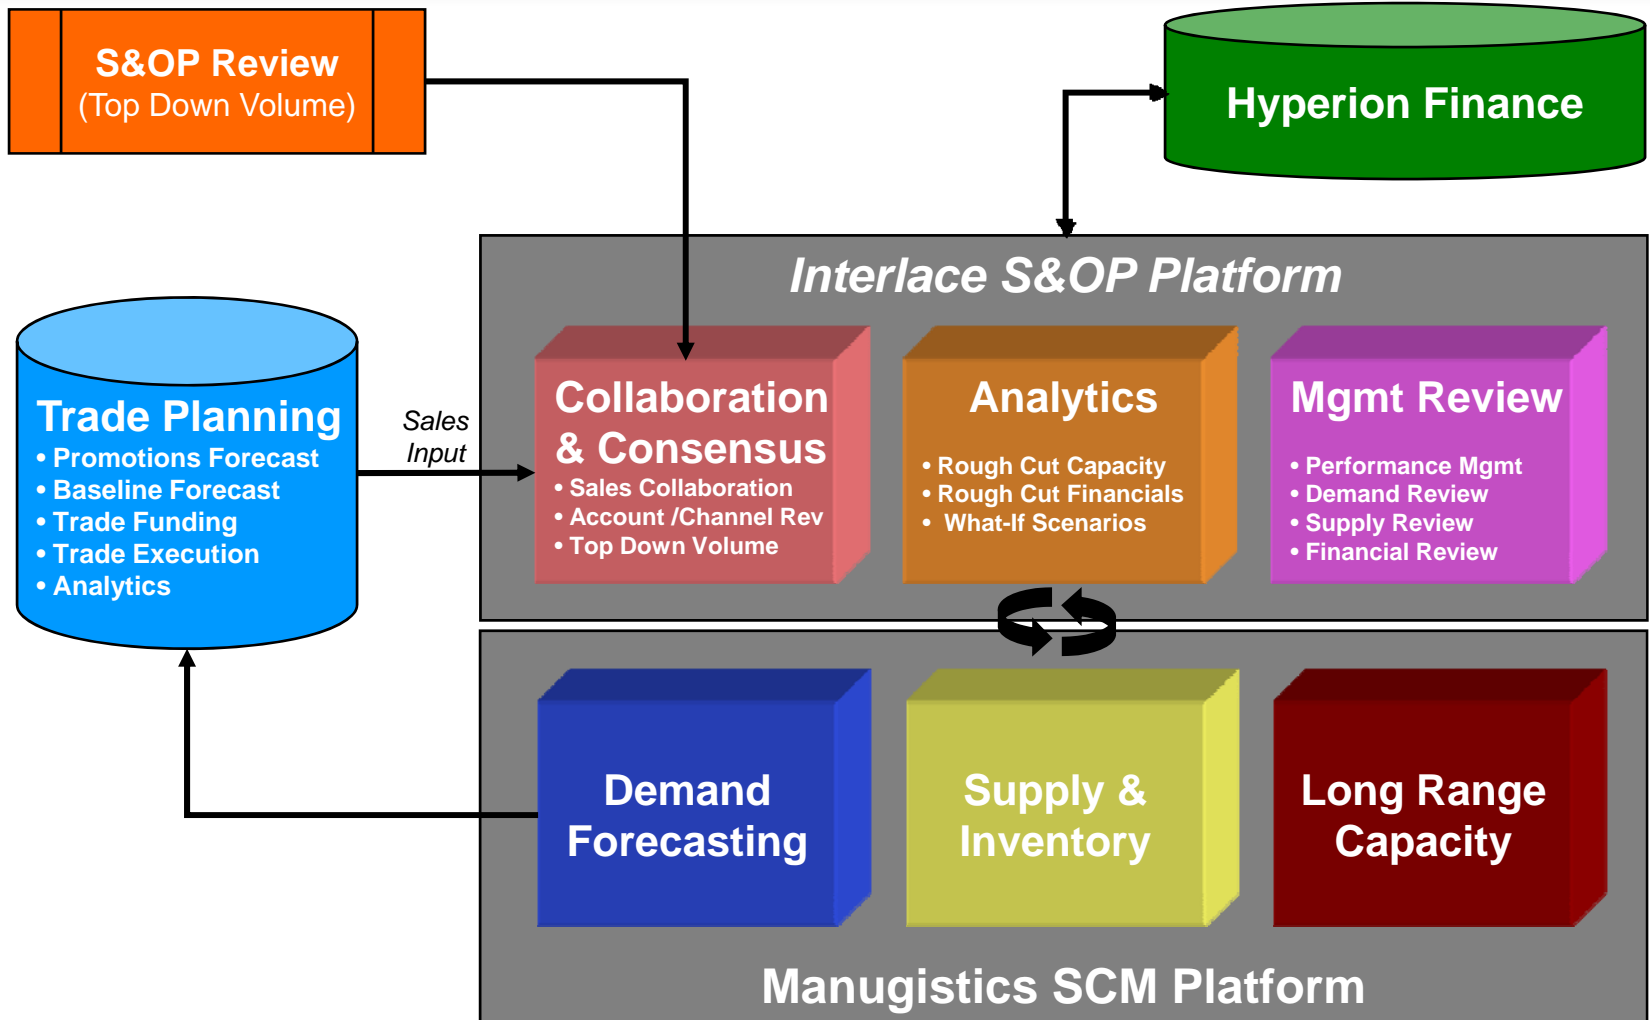 S&OP Review
(Top Down Volume)
Hyperion Finance
Interlace S&OP Platform
Trade Planning
• Promotions Forecast
• Baseline Forecast
• Trade Funding
• Trade Execution
• Analytics
Sales
Input
Collaboration
& Consensus
• Sales Collaboration
• Account /Channel Rev
• Top Down Volume
Analytics
• Rough Cut Capacity
• Rough Cut Financials
• What-If Scenarios
Mgmt Review
• Performance Mgmt
• Demand Review
• Supply Review
• Financial Review
Demand
Forecasting
Supply &
Inventory
Long Range
Capacity
Manugistics SCM Platform